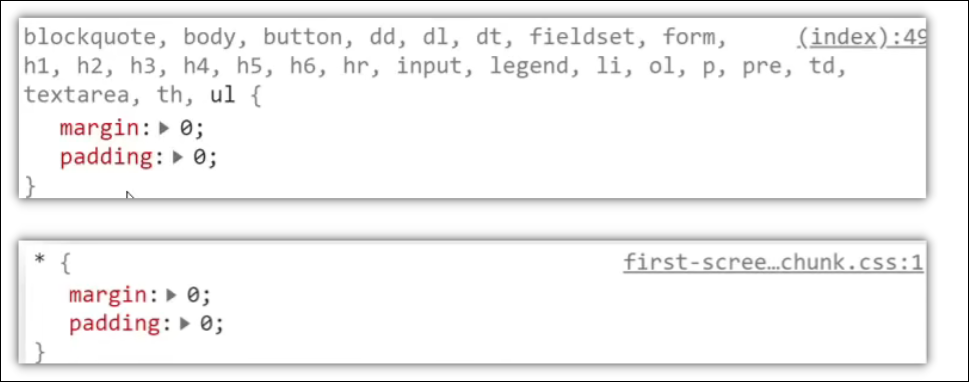 blockquote, body, button, dd, dl, dt, fieldset, form, (index):49
h1, h2, h3, h4, h5, h6, hr, input, legend, li, ol, p, pre, td,
textarea, th, ul {
margin: ▶ 0;
padding: ▶ 0;
}
* { first-scree…chunk.css:1
margin: ▶ 0;
padding: ▶ 0;
}